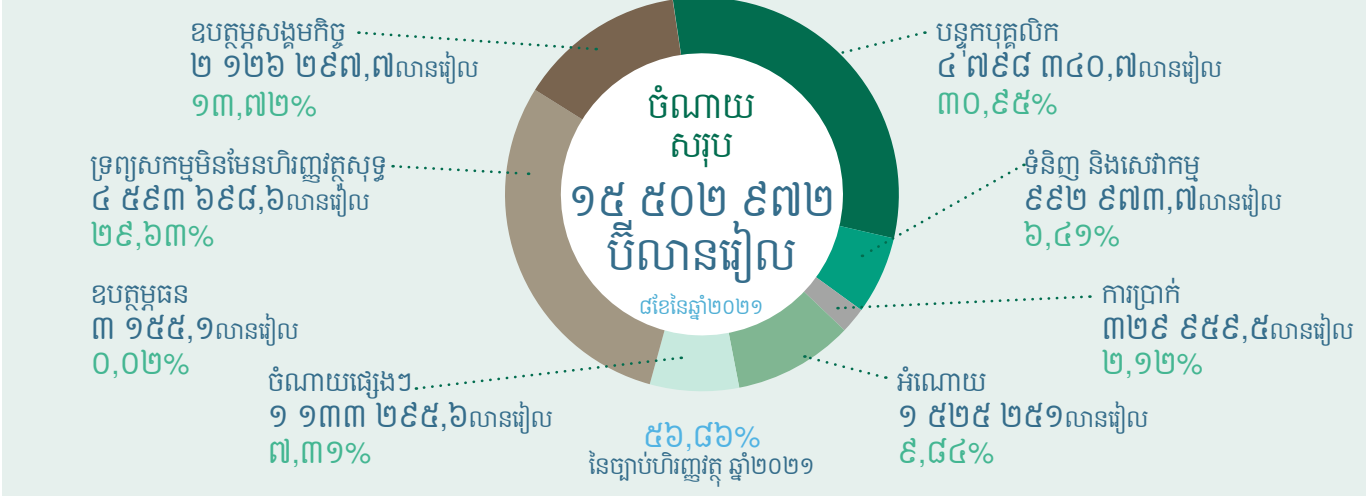 ឧបត្ថម្ភសង្គមកិច្ច
២ ១២៦ ២៩៧,៧លានរៀល
១៣,៧២%
ទ្រព្យសកម្មមិនមែនហិរញ្ញវត្ថុសុទ្ធ
៤ ៥៩៣ ៦៩៨,៦លានរៀល
២៩,៦៣%
ឧបត្ថម្ភធន
៣ ១៥៥,១លានរៀល
០,០២%
ចំណាយផ្សេងៗ
១ ១៣៣ ២៩៥,៦លានរៀល
៧,៣១%
ចំណាយ
សរុប
១៥ ៥០២ ៩៧២
ប៊ីលានរៀល
៨ខែនៃឆ្នាំ២០២១
៥៦,៨៦%
នៃច្បាប់ហិរញ្ញវត្ថុ ឆ្នាំ២០២១
បន្ទុកបុគ្គលិក
៤ ៧៩៨ ៣៤០,៧លានរៀល
៣០,៩៥%
ទំនិញ និងសេវាកម្ម
៩៩២ ៩៧៣,៧លានរៀល
៦,៤១%
ការប្រាក់
៣២៩ ៩៥៩,៥លានរៀល
២,១២%
អំណោយ
១ ៥២៥ ២៥១លានរៀល
៩,៨៤%